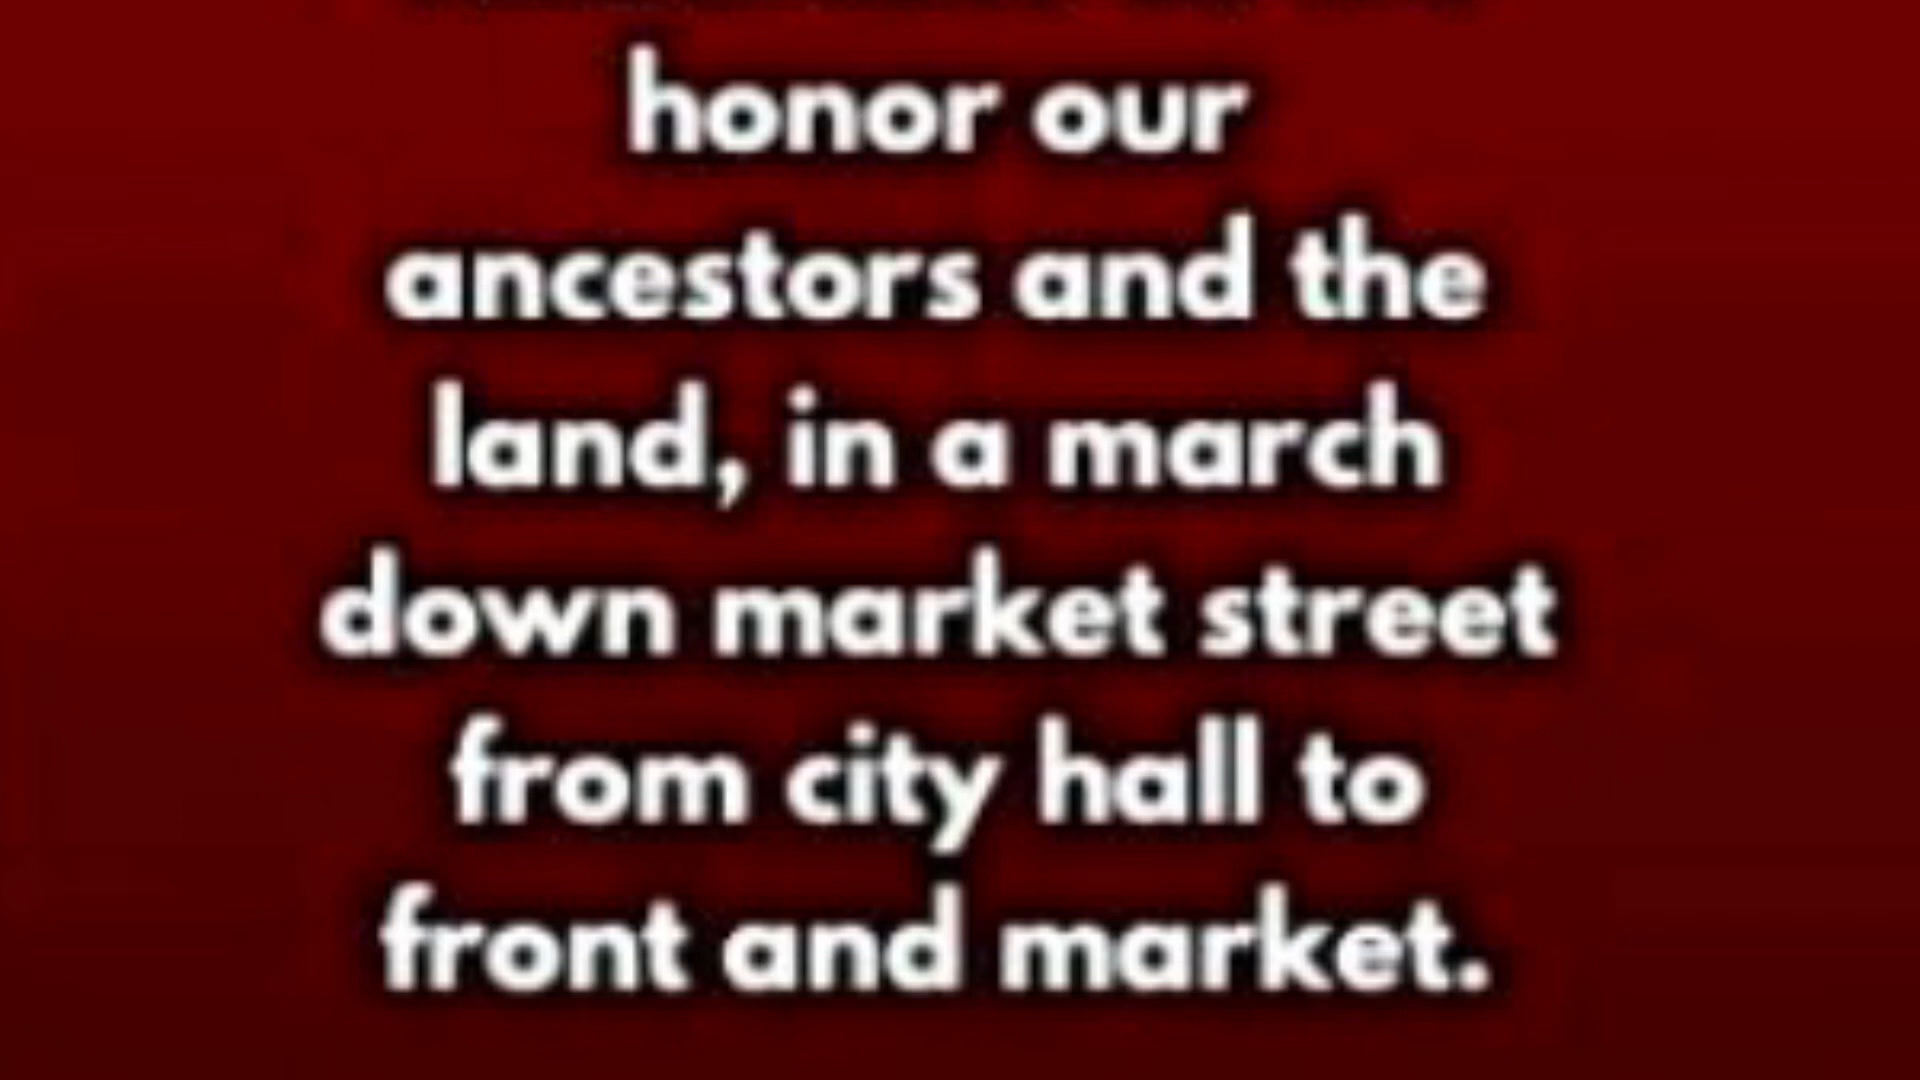 honor our
ancestors and the
land, in a march
down market street
from city hall to
front and market.